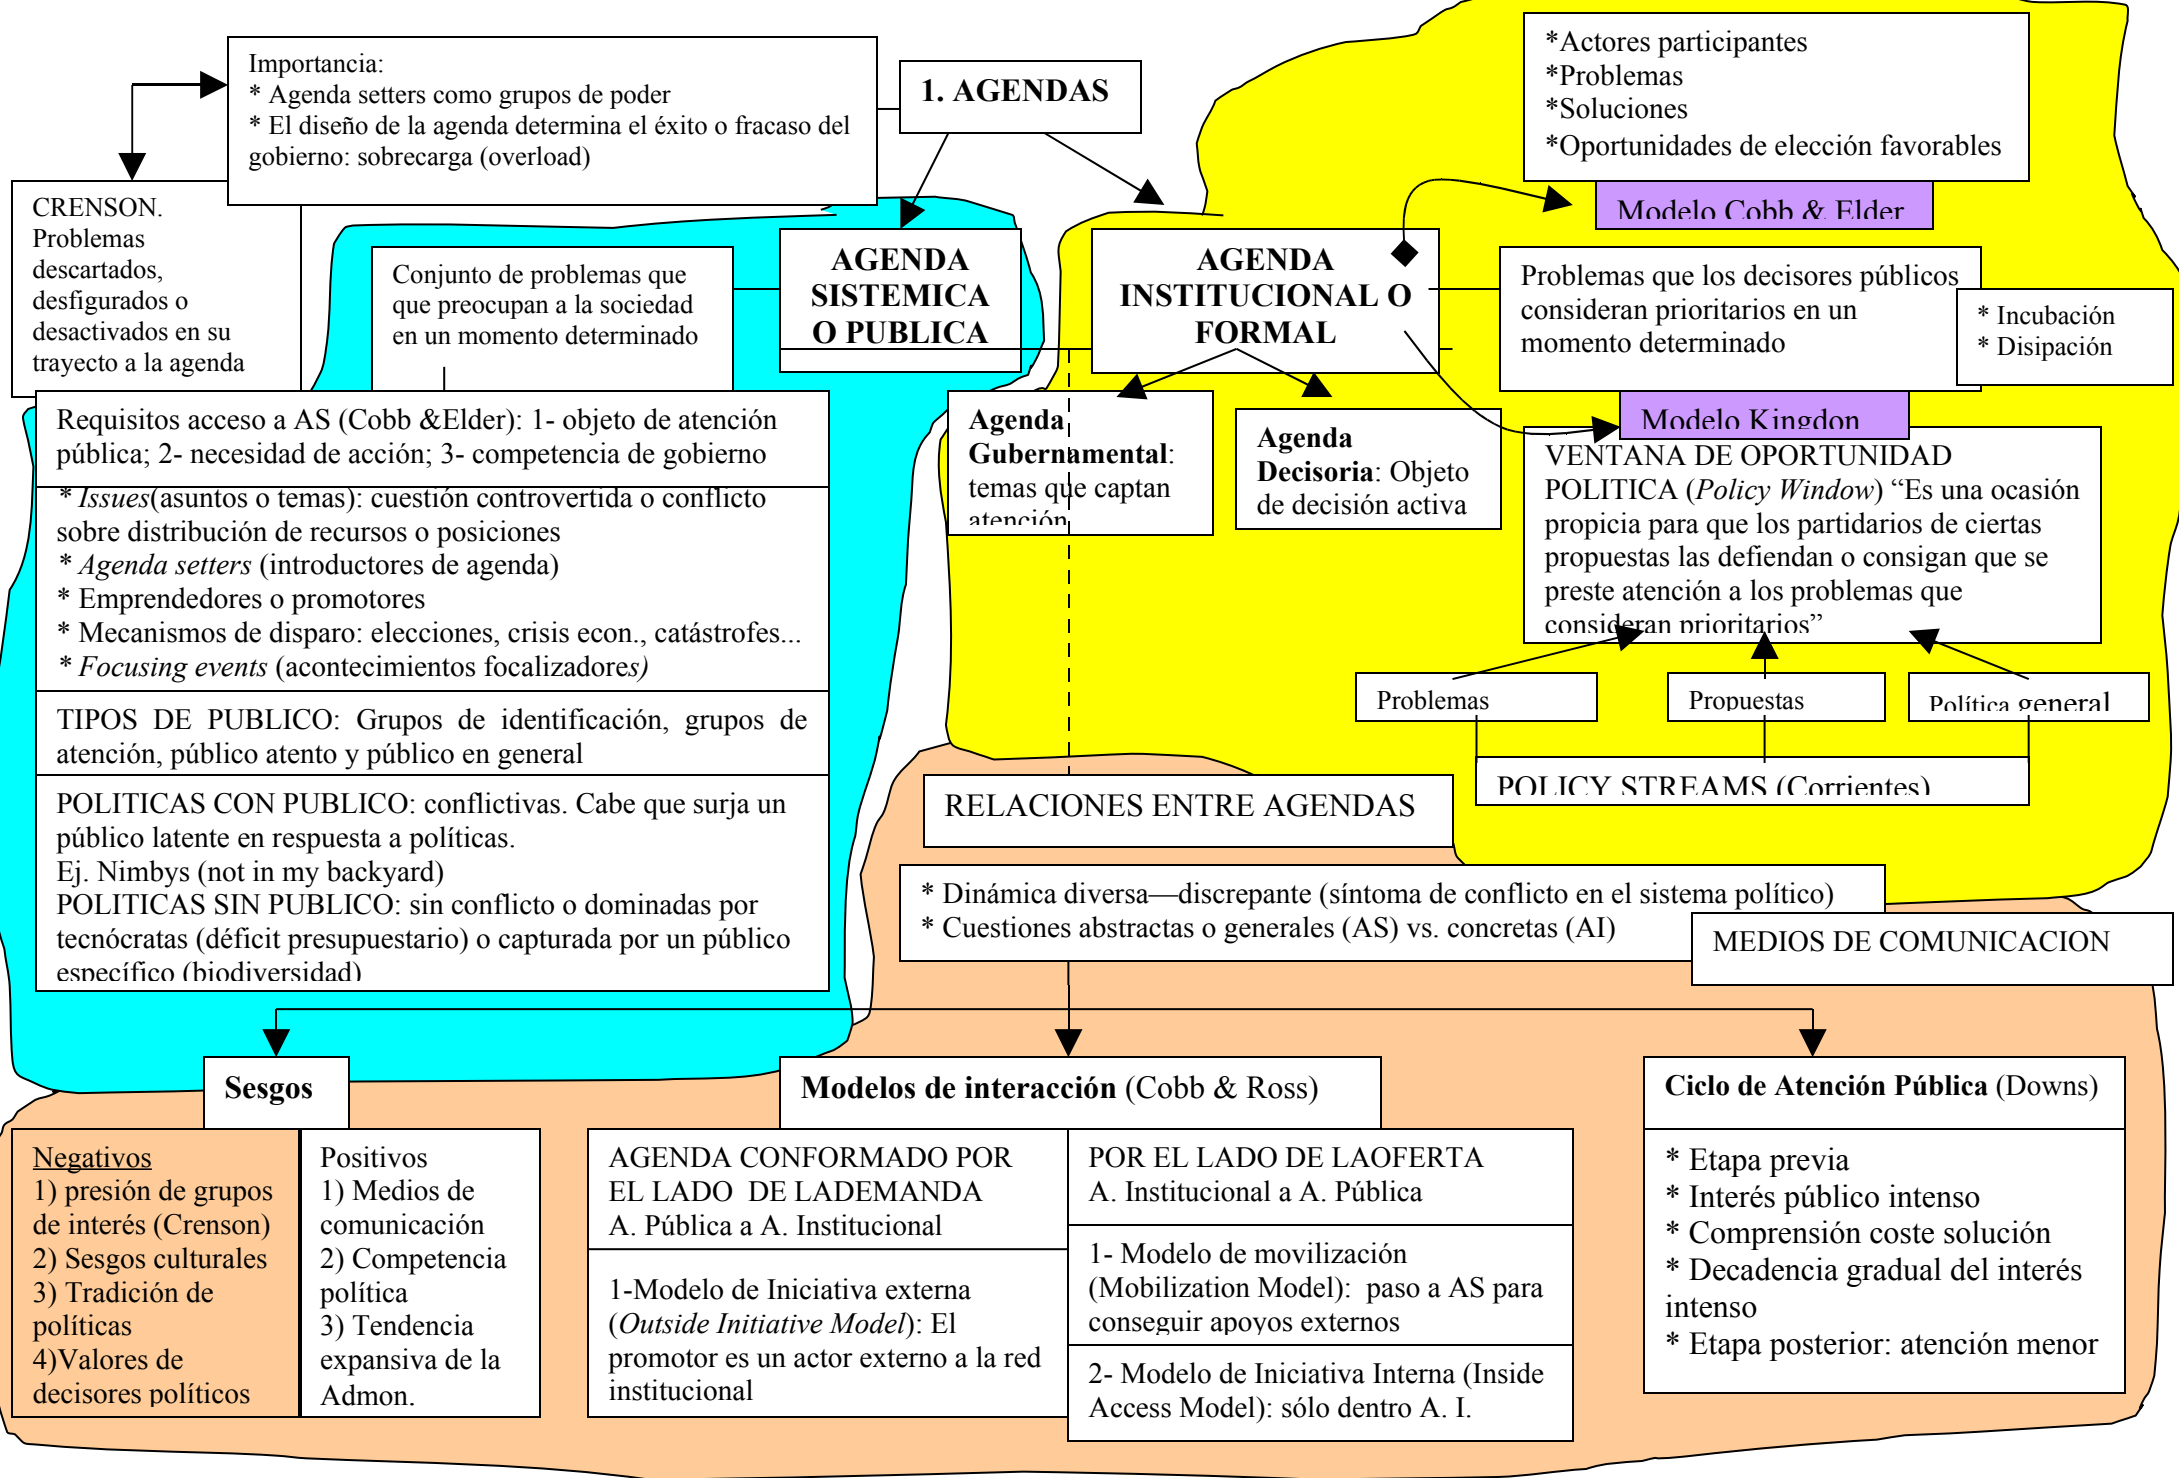 Importancia:
* Agenda setters como grupos de poder
* El diseño de la agenda determina el éxito o fracaso del
gobierno: sobrecarga (overload)
1. AGENDAS
*Actores participantes
*Problemas
*Soluciones
*Oportunidades de elección favorables
Modelo Cobb & Elder
CRENSON.
Problemas
descartados,
desfigurados o
desactivados en su
trayecto a la agenda
Conjunto de problemas que
que preocupan a la sociedad
en un momento determinado
AGENDA
SISTEMICA
O PUBLICA
AGENDA
INSTITUCIONAL O
FORMAL
Problemas que los decisores públicos
consideran prioritarios en un
momento determinado
* Incubación
* Disipación
Requisitos acceso a AS (Cobb &Elder): 1- objeto de atención
pública; 2- necesidad de acción; 3- competencia de gobierno
* Issues(asuntos o temas): cuestión controvertida o conflicto
sobre distribución de recursos o posiciones
* Agenda setters (introductores de agenda)
* Emprendedores o promotores
* Mecanismos de disparo: elecciones, crisis econ., catástrofes...
* Focusing events (acontecimientos focalizadores)
TIPOS DE PUBLICO: Grupos de identificación, grupos de
atención, público atento y público en general
POLITICAS CON PUBLICO: conflictivas. Cabe que surja un
público latente en respuesta a políticas.
Ej. Nimbys (not in my backyard)
POLITICAS SIN PUBLICO: sin conflicto o dominadas por
tecnócratas (déficit presupuestario) o capturada por un público
específico (biodiversidad)
Agenda
Gubernamental:
temas que captan
atención
Agenda
Decisoria: Objeto
de decisión activa
Modelo Kingdon
VENTANA DE OPORTUNIDAD
POLITICA (Policy Window) “Es una ocasión
propicia para que los partidarios de ciertas
propuestas las defiendan o consigan que se
preste atención a los problemas que
consideran prioritarios”
Problemas
Propuestas
Política general
POLICY STREAMS (Corrientes)
RELACIONES ENTRE AGENDAS
* Dinámica diversa—discrepante (síntoma de conflicto en el sistema político)
* Cuestiones abstractas o generales (AS) vs. concretas (AI)
MEDIOS DE COMUNICACION
Sesgos
Negativos
1) presión de grupos
de interés (Crenson)
2) Sesgos culturales
3) Tradición de
políticas
4)Valores de
decisores políticos
Positivos
1) Medios de
comunicación
2) Competencia
política
3) Tendencia
expansiva de la
Admon.
Modelos de interacción (Cobb & Ross)
AGENDA CONFORMADO POR
EL LADO  DE LADEMANDA
A. Pública a A. Institucional
1-Modelo de Iniciativa externa
(Outside Initiative Model): El
promotor es un actor externo a la red
institucional
POR EL LADO DE LAOFERTA
A. Institucional a A. Pública
1- Modelo de movilización
(Mobilization Model):  paso a AS para
conseguir apoyos externos
2- Modelo de Iniciativa Interna (Inside
Access Model): sólo dentro A. I.
Ciclo de Atención Pública (Downs)
* Etapa previa
* Interés público intenso
* Comprensión coste solución
* Decadencia gradual del interés
intenso
* Etapa posterior: atención menor